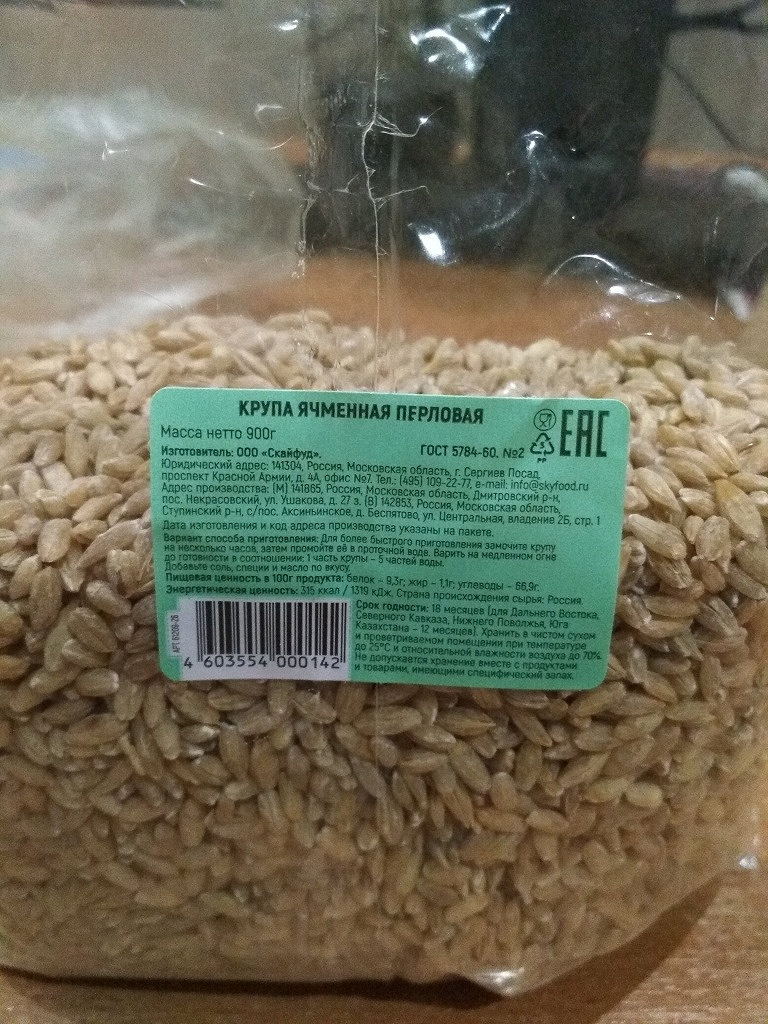 КРУПА ЯЧМЕННАЯ ПЕРЛОВАЯ
Масса нетто 900г
ГОСТ 5784-60. №2
5
PP
EAC
Изготовитель: ООО «Скайфуд».
Юридический адрес: 141304, Россия, Московская область, г. Сергиев Посад,
проспект Красной Армии, д. 4А, офис №7. Тел.: (495) 109-22-77, e-mail: info@skyfood.ru
Адрес производства: (М) 141865, Россия, Московская область, Дмитровский р-н,
пос. Некрасовский, ул. Ушакова, д. 27 з. (В) 142853, Россия, Московская область,
Ступинский р-н, с/пос. Аксиньинское, д. Беспятово, ул. Центральная, владение 2Б, стр. 1
Дата изготовления и код адреса производства указаны на пакете.
Вариант способа приготовления: Для более быстрого приготовления замочите крупу
на несколько часов, затем промойте её в проточной воде. Варить на медленном огне
до готовности в соотношении: 1 часть крупы – 5 частей воды.
Добавьте соль, специи и масло по вкусу.
Пищевая ценность в 100г продукта: белок – 9,3г; жир – 1,1г; углеводы – 66,9г.
Энергетическая ценность: 315 ккал / 1319 кДж. Страна происхождения сырья: Россия.
Срок годности: 18 месяцев (для Дальнего Востока,
Северного Кавказа, Нижнего Поволжья, Юга
Казахстана – 12 месяцев). Хранить в чистом сухом
и проветриваемом помещении при температуре
до 25°С и относительной влажности воздуха до 70%.
Не допускается хранение вместе с продуктами
и товарами, имеющими специфический запах.
4 603554 000142